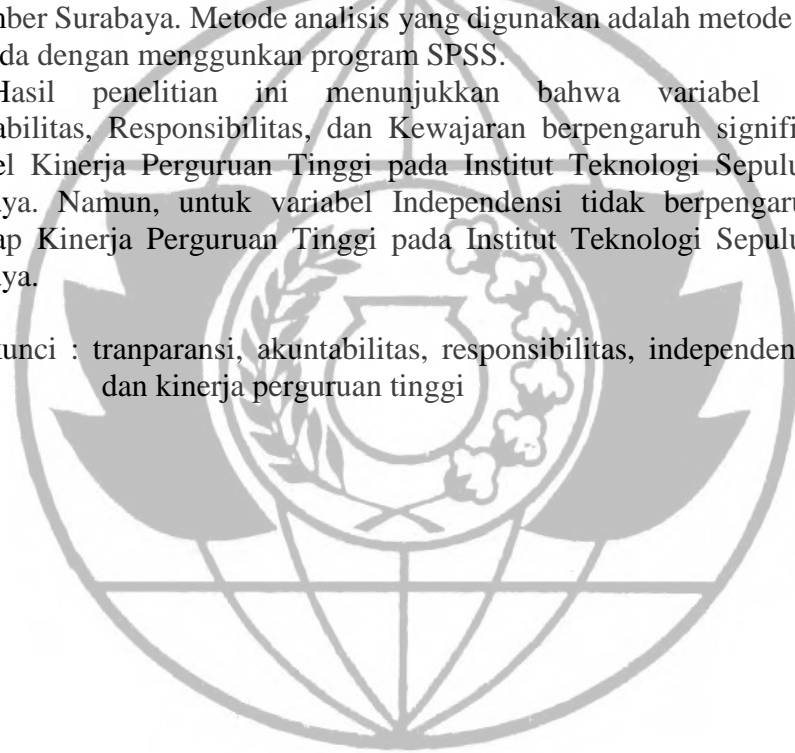 mber Surabaya. Metode analisis yang digunakan adalah metode
da dengan menggunkan program SPSS.
Hasil penelitian ini menunjukkan bahwa variabel
abilitas, Responsibilitas, dan Kewajaran berpengaruh signifi
el Kinerja Perguruan Tinggi pada Institut Teknologi Sepulu
ya. Namun, untuk variabel Independensi tidak berpengaru
ap Kinerja Perguruan Tinggi pada Institut Teknologi Sepulu
ya.
unci : tranparansi, akuntabilitas, responsibilitas, independen
dan kinerja perguruan tinggi